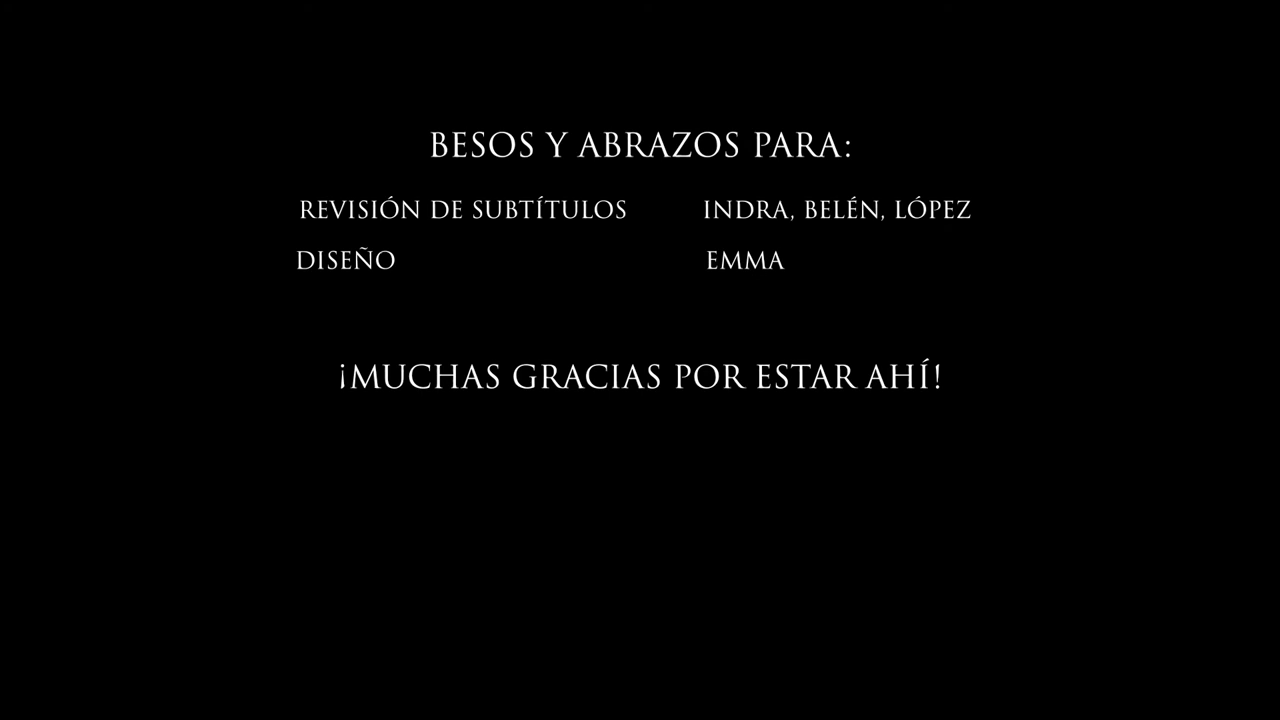 BESOS Y ABRAZOS PARA:
REVISIÓN DE SUBTÍTULOS INDRA, BELÉN, LÓPEZ
DISEÑO EMMA
¡MUCHAS GRACIAS POR ESTAR AHÍ!